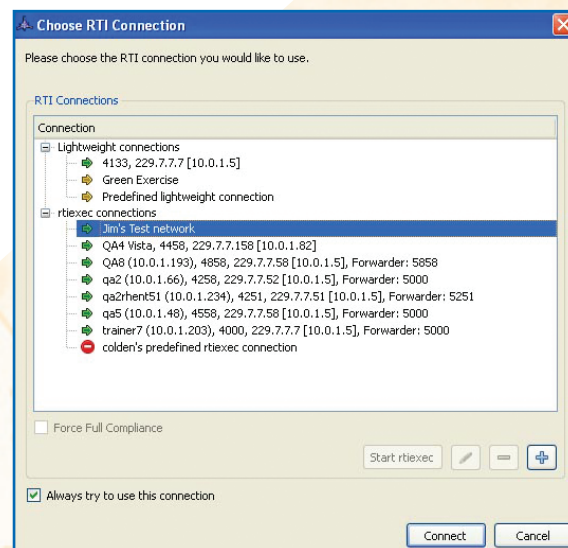 Choose RTI Connection
Please choose the RTI connection you would like to use.
RTI Connections
Connection
Lightweight connections
4133, 229.7.7.7 [10.0.1.5]
Green Exercise
Predefined lightweight connection
rtiexec connections
Jim's Test network
QA4 Vista, 4458, 229.7.7.158 [10.0.1.82]
QA8 (10.0.1.193), 4858, 229.7.7.58 [10.0.1.5], Forwarder: 5858
qa2 (10.0.1.66), 4258, 229.7.7.52 [10.0.1.5], Forwarder: 5000
qa2rhent51 (10.0.1.234), 4251, 229.7.7.51 [10.0.1.5], Forwarder: 5251
qa5 (10.0.1.48), 4558, 229.7.7.58 [10.0.1.5], Forwarder: 5000
trainer7 (10.0.1.203), 4000, 229.7.7.7 [10.0.1.5], Forwarder: 5000
colden's predefined rtiexec connection
Force Full Compliance
Start rtiexec
Always try to use this connection
Connect
Cancel